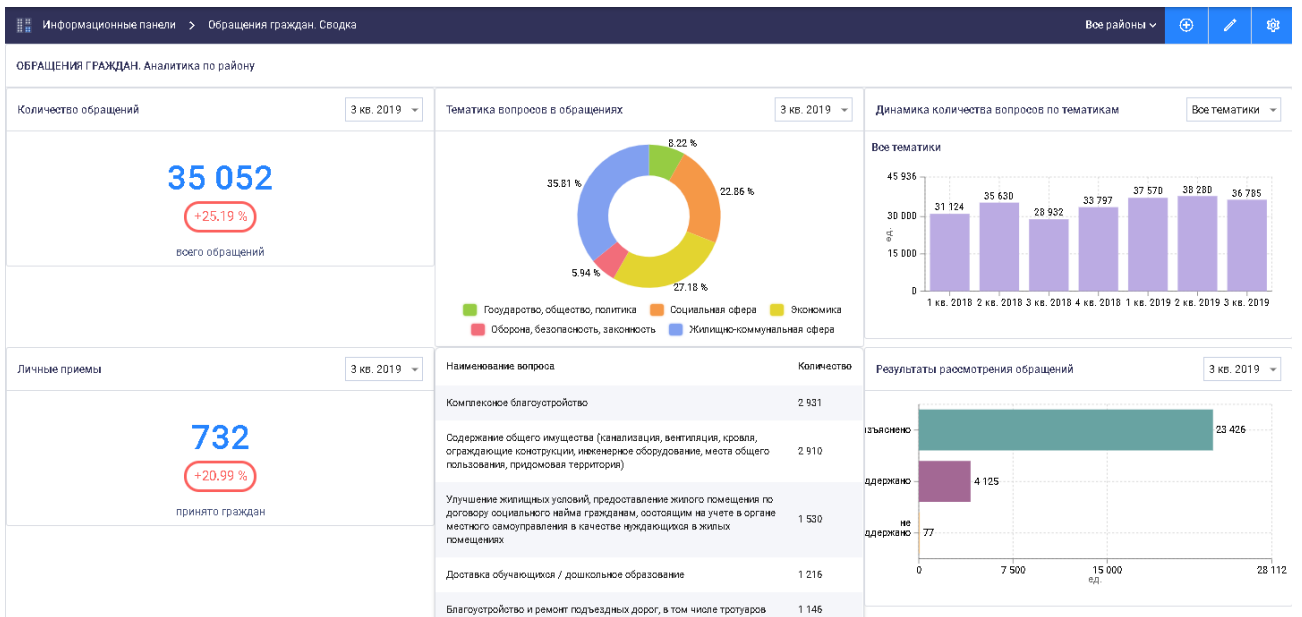 Информационные панели > Обращения граждан. Сводка
Все районы
ОБРАЩЕНИЯ ГРАЖДАН. Аналитика по району
Количество обращений
3 кв. 2019
35 052
+25.19 %
всего обращений
Тематика вопросов в обращениях
3 кв. 2019
8.22 %
35.81 %
22.86 %
5.94 %
27.18 %
Государство, общество, политика
Социальная сфера
Экономика
Оборона, безопасность, законность
Жилищно-коммунальная сфера
Динамика количества вопросов по тематикам
Все тематики
Все тематики
45 936
30 000
15 000
0
ед.
31 124
35 630
28 932
33 797
37 570
38 280
36 785
1 кв. 2018 2 кв. 2018 3 кв. 2018 4 кв. 2018 1 кв. 2019 2 кв. 2019 3 кв. 2019
Личные приемы
3 кв. 2019
732
+20.99 %
принято граждан
Наименование вопроса Количество
Комплексное благоустройство 2 931
Содержание общего имущества (канализация, вентиляция, кровля,
ограждающие конструкции, инженерное оборудование, места общего
пользования, придомовая территория)
2 910
Улучшение жилищных условий, предоставление жилого помещения по
договору социального найма гражданам, состоящим на учете в органе
местного самоуправления в качестве нуждающихся в жилых
помещениях
1 530
Доставка обучающихся / дошкольное образование 1 216
Благоустройство и ремонт подъездных дорог, в том числе тротуаров 1 146
Результаты рассмотрения обращений
3 кв. 2019
зъяснено
23 426
ддержано
4 125
не
ддержано
77
0
7 500
15 000
28 112
ед.